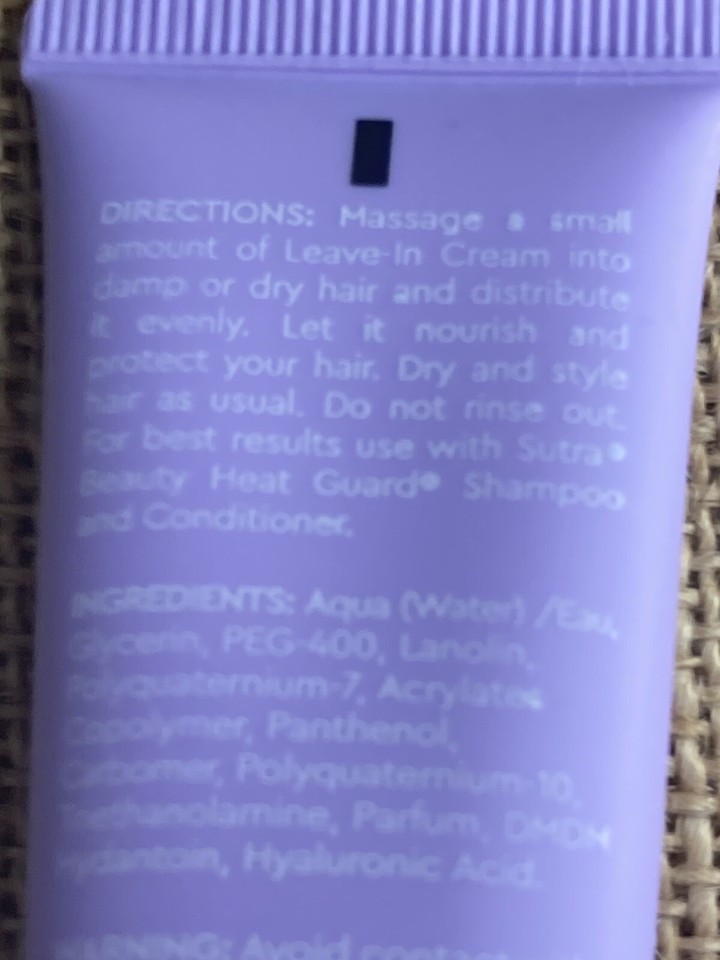 DIRECTIONS: Massage a small
amount of Leave-In Cream into
damp or dry hair and distribute
it evenly. Let it nourish and
protect your hair. Dry and style
hair as usual. Do not rinse out.
For best results use with Sutra®
Beauty Heat Guard® Shampoo
and Conditioner.
INGREDIENTS: Aqua (Water) /Eau,
Glycerin, PEG-400, Lanolin,
Polyquaternium-7, Acrylates
Copolymer, Panthenol,
Carbomer, Polyquaternium-10,
Triethanolamine, Parfum, DMDM
Hydantoin, Hyaluronic Acid.
WARNING: Avoid contact